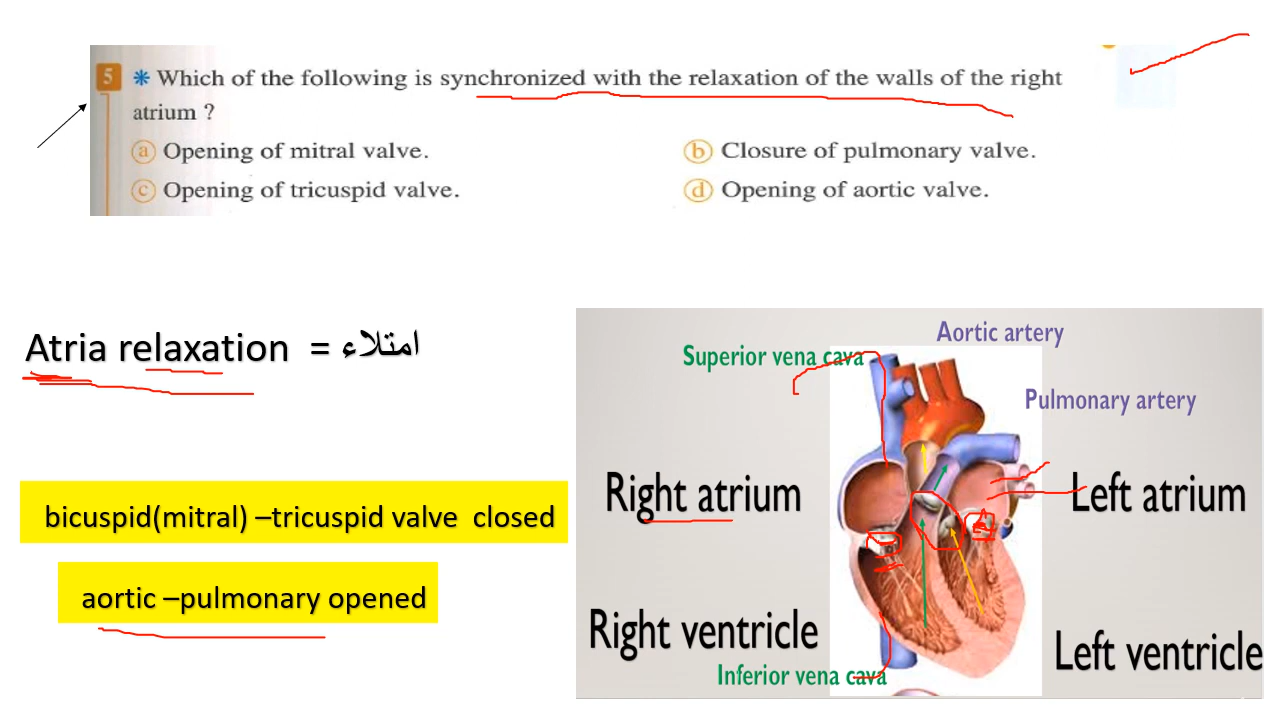 5 * Which of the following is synchronized with the relaxation of the walls of the right
atrium ?
a Opening of mitral valve.
b Closure of pulmonary valve.
c Opening of tricuspid valve.
d Opening of aortic valve.
Atria relaxation = امتلاء
bicuspid(mitral) –tricuspid valve closed
aortic –pulmonary opened
Aortic artery
Superior vena cava
Pulmonary artery
Right atrium
Left atrium
Right ventricle
Left ventricle
Inferior vena cava